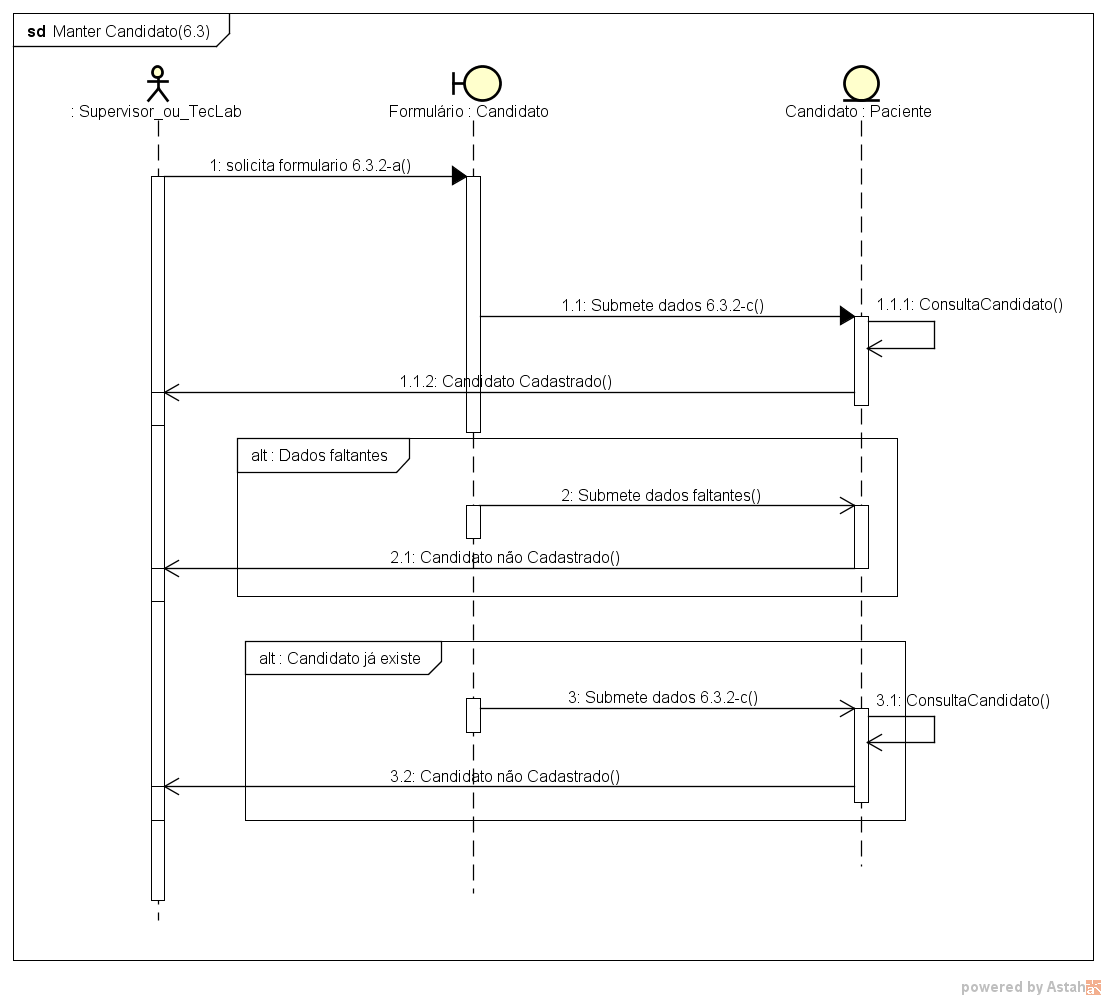 sd Manter Candidato(6.3)
: Supervisor_ou_TecLab
Formulário : Candidato
Candidato : Paciente
1: solicita formulario 6.3.2-a()
1.1: Submete dados 6.3.2-c()
1.1.1: ConsultaCandidato()
1.1.2: Candidato Cadastrado()
alt : Dados faltantes
2: Submete dados faltantes()
2.1: Candidato não Cadastrado()
alt : Candidato já existe
3: Submete dados 6.3.2-c()
3.1: ConsultaCandidato()
3.2: Candidato não Cadastrado()
powered by Astah